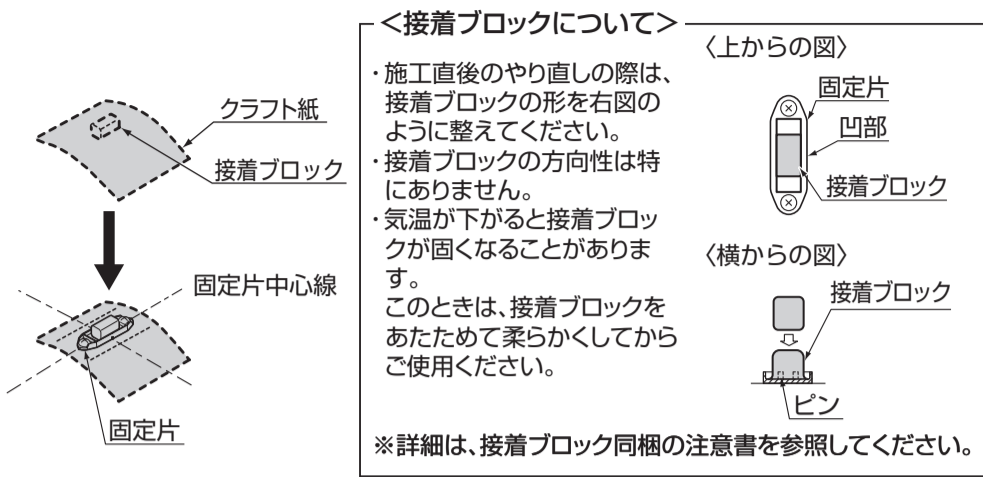 クラフト紙
接着ブロック
固定片中心線
固定片
＜接着ブロックについて＞
・施工直後のやり直しの際は、
接着ブロックの形を右図の
ように整えてください。
・接着ブロックの方向性は特
にありません。
・気温が下がると接着ブロッ
クが固くなることがありま
す。
このときは、接着ブロックを
あたためて柔らかくしてから
ご使用ください。
〈上からの図〉
固定片
凹部
接着ブロック
〈横からの図〉
接着ブロック
ピン
※詳細は、接着ブロック同梱の注意書を参照してください。